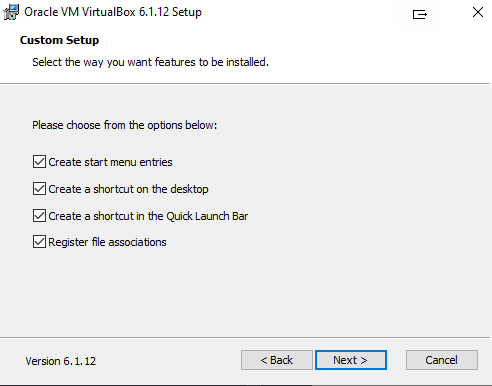 Oracle VM VirtualBox 6.1.12 Setup
Custom Setup
Select the way you want features to be installed.
Please choose from the options below:
Create start menu entries
Create a shortcut on the desktop
Create a shortcut in the Quick Launch Bar
Register file associations
Version 6.1.12
< Back
Next >
Cancel